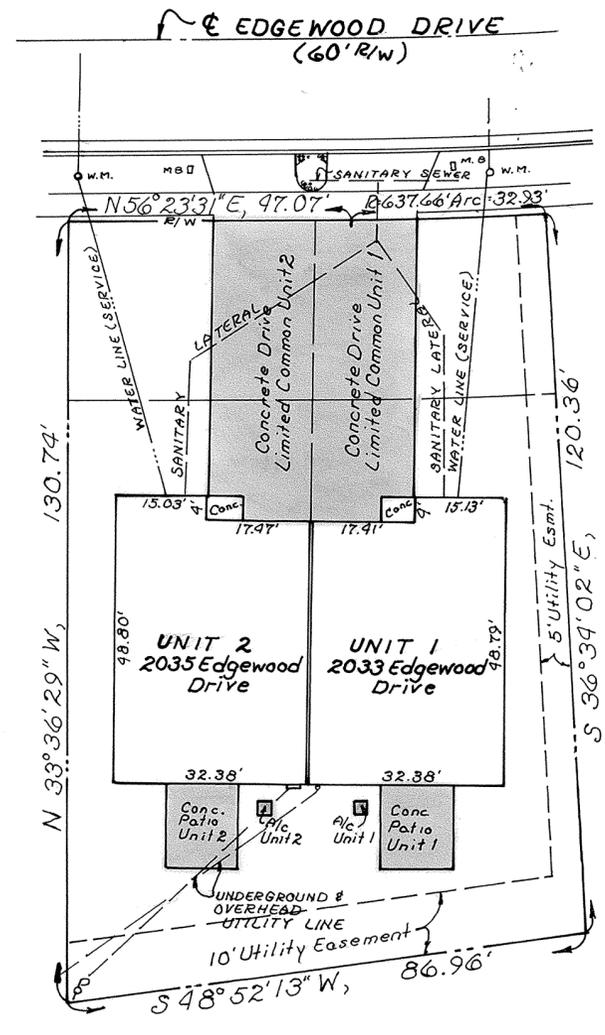 ℄ EDGEWOOD DRIVE
(60' R/W)
W.M.
MB
SANITARY SEWER
M.B
W.M.
N56°23'31"E, 47.07'
R=637.66' Arc=32.93'
R/W
WATER LINE (SERVICE)
SANITARY
LATERAL
Concrete Drive
Limited Common Unit 2
Concrete Drive
Limited Common Unit 1
SANITARY LATERAL
WATER LINE (SERVICE)
130.74'
120.36'
15.03'
4'
Conc.
17.47'
17.41'
Conc
4'
15.13'
5' Utility Esmt.
N 33°36'29"W,
S 36°34'02"E,
48.80'
UNIT 2
2035 Edgewood
Drive
UNIT 1
2033 Edgewood
Drive
48.79'
32.38'
32.38'
Conc.
Patio
Unit 2
A/c
Unit 2
A/c
Unit 1
Conc
Patio
Unit 1
UNDERGROUND &
OVERHEAD
UTILITY LINE
10' Utility Easement
S 48°52'13"W,
86.96'